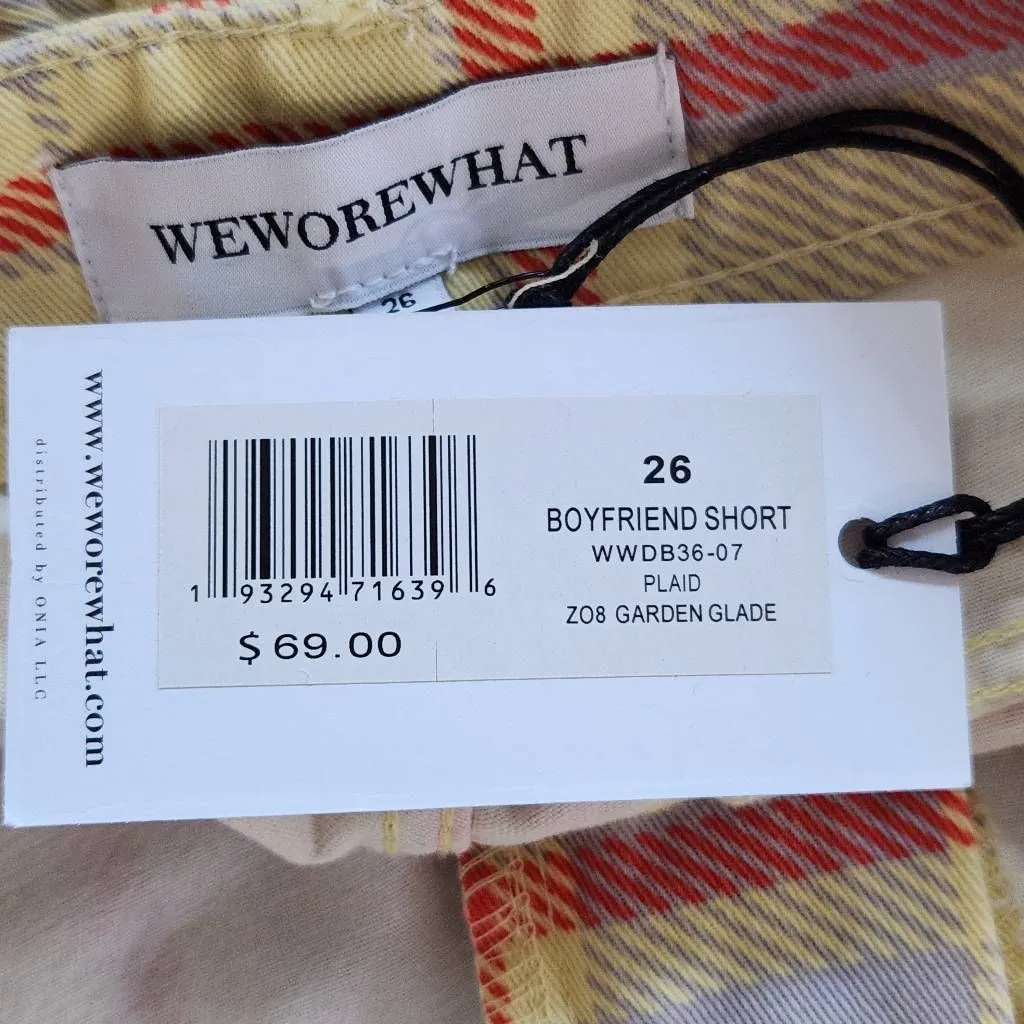 WEWOREWHAT
26
www.weworewhat.com
distributed by ONIA LLC
1 93294 71639 6
$ 69.00
26
BOYFRIEND SHORT
WWDB36-07
PLAID
ZO8 GARDEN GLADE